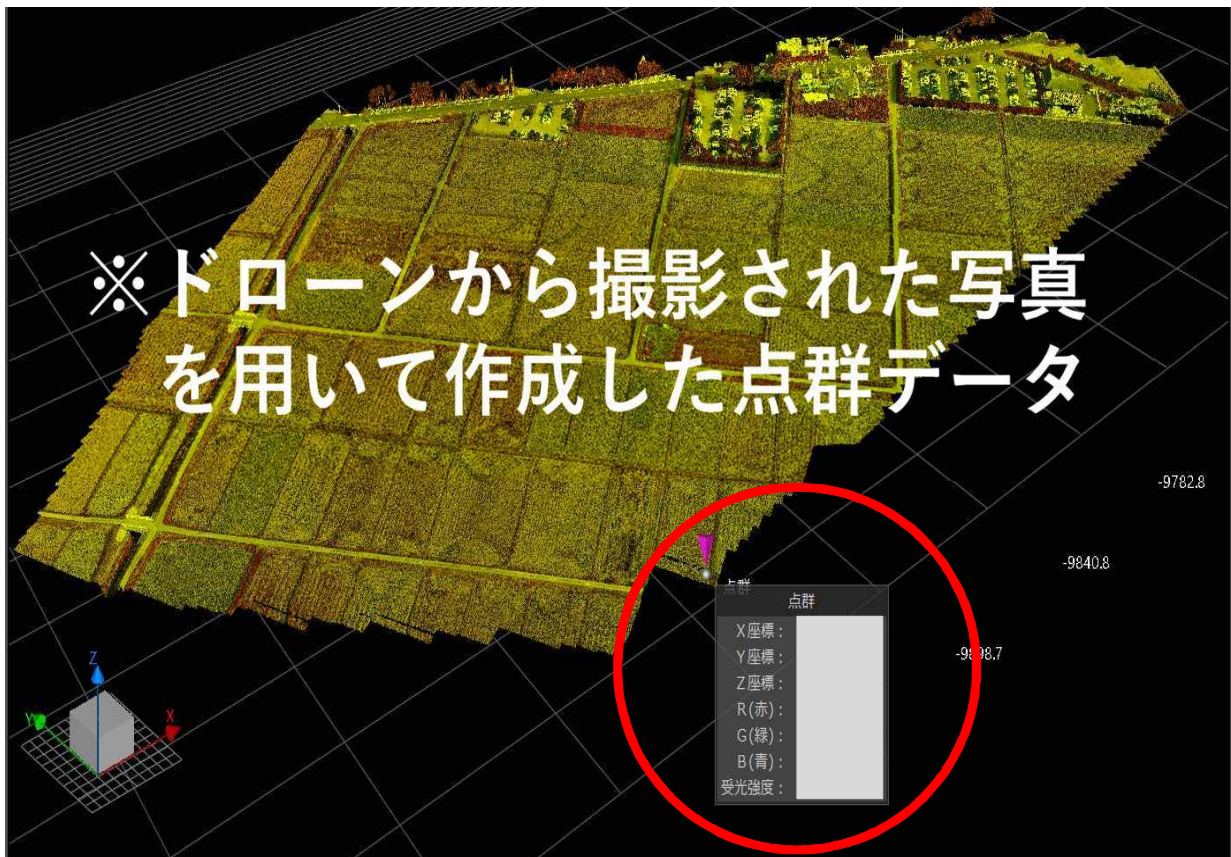 ※ドローンから撮影された写真
を用いて作成した点群データ
-9782.8
-9840.8
-9898.7
点群
点群
X座標：
Y座標：
Z座標：
R(赤)：
G(緑)：
B(青)：
受光強度：
Z
Y
X